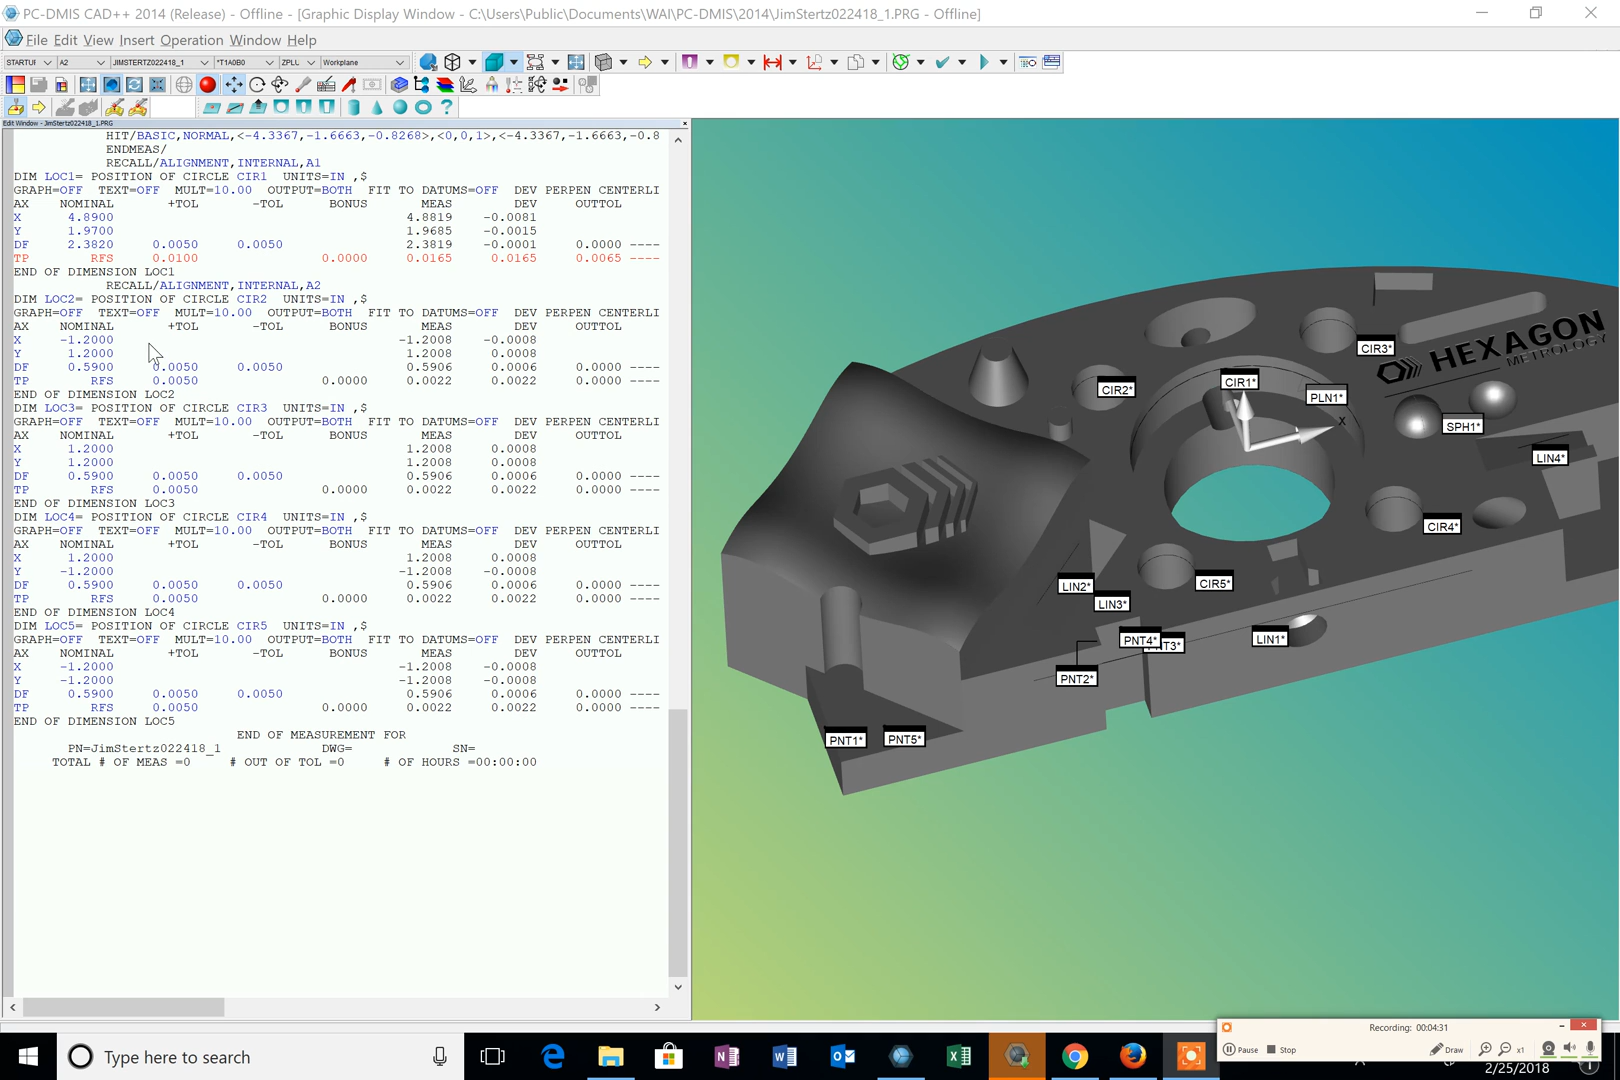 PC-DMIS CAD++ 2014 (Release) - Offline - [Graphic Display Window - C:\Users\Public\Documents\WAI\PC-DMIS\2014\JimStertz022418_1.PRG - Offline]
File Edit View Insert Operation Window Help
STARTUI A2 JIMSTERTZ022418_1 *T1A0B0 ZPLU Workplane
Edit Window - JimStertz022418_1.PRG
HIT/BASIC,NORMAL,<-4.3367,-1.6663,-0.8268>,<0,0,1>,<-4.3367,-1.6663,-0.8
ENDMEAS/
RECALL/ALIGNMENT,INTERNAL,A1
DIM LOC1= POSITION OF CIRCLE CIR1 UNITS=IN ,$
GRAPH=OFF TEXT=OFF MULT=10.00 OUTPUT=BOTH FIT TO DATUMS=OFF DEV PERPEN CENTERLI
AX NOMINAL +TOL -TOL BONUS MEAS DEV OUTTOL
X 4.8900 4.8819 -0.0081
Y 1.9700 1.9685 -0.0015
DF 2.3820 0.0050 0.0050 2.3819 -0.0001 0.0000 ----
TP RFS 0.0100 0.0000 0.0165 0.0165 0.0065 ----
END OF DIMENSION LOC1
RECALL/ALIGNMENT,INTERNAL,A2
DIM LOC2= POSITION OF CIRCLE CIR2 UNITS=IN ,$
GRAPH=OFF TEXT=OFF MULT=10.00 OUTPUT=BOTH FIT TO DATUMS=OFF DEV PERPEN CENTERLI
AX NOMINAL +TOL -TOL BONUS MEAS DEV OUTTOL
X -1.2000 -1.2008 -0.0008
Y 1.2000 1.2008 0.0008
DF 0.5900 0.0050 0.0050 0.5906 0.0006 0.0000 ----
TP RFS 0.0050 0.0000 0.0022 0.0022 0.0000 ----
END OF DIMENSION LOC2
DIM LOC3= POSITION OF CIRCLE CIR3 UNITS=IN ,$
GRAPH=OFF TEXT=OFF MULT=10.00 OUTPUT=BOTH FIT TO DATUMS=OFF DEV PERPEN CENTERLI
AX NOMINAL +TOL -TOL BONUS MEAS DEV OUTTOL
X 1.2000 1.2008 0.0008
Y 1.2000 1.2008 0.0008
DF 0.5900 0.0050 0.0050 0.5906 0.0006 0.0000 ----
TP RFS 0.0050 0.0000 0.0022 0.0022 0.0000 ----
END OF DIMENSION LOC3
DIM LOC4= POSITION OF CIRCLE CIR4 UNITS=IN ,$
GRAPH=OFF TEXT=OFF MULT=10.00 OUTPUT=BOTH FIT TO DATUMS=OFF DEV PERPEN CENTERLI
AX NOMINAL +TOL -TOL BONUS MEAS DEV OUTTOL
X 1.2000 1.2008 0.0008
Y -1.2000 -1.2008 -0.0008
DF 0.5900 0.0050 0.0050 0.5906 0.0006 0.0000 ----
TP RFS 0.0050 0.0000 0.0022 0.0022 0.0000 ----
END OF DIMENSION LOC4
DIM LOC5= POSITION OF CIRCLE CIR5 UNITS=IN ,$
GRAPH=OFF TEXT=OFF MULT=10.00 OUTPUT=BOTH FIT TO DATUMS=OFF DEV PERPEN CENTERLI
AX NOMINAL +TOL -TOL BONUS MEAS DEV OUTTOL
X -1.2000 -1.2008 -0.0008
Y -1.2000 -1.2008 -0.0008
DF 0.5900 0.0050 0.0050 0.5906 0.0006 0.0000 ----
TP RFS 0.0050 0.0000 0.0022 0.0022 0.0000 ----
END OF DIMENSION LOC5
END OF MEASUREMENT FOR
PN=JimStertz022418_1 DWG= SN=
TOTAL # OF MEAS =0 # OUT OF TOL =0 # OF HOURS =00:00:00
HEXAGON
METROLOGY
CIR3*
CIR1*
CIR2*
PLN1*
X
SPH1*
LIN4*
CIR4*
CIR5*
LIN2*
LIN3*
LIN1*
PNT4*
NT3*
PNT2*
PNT1*
PNT5*
Recording: 00:04:31
Pause Stop Draw x1
Type here to search
2/25/2018